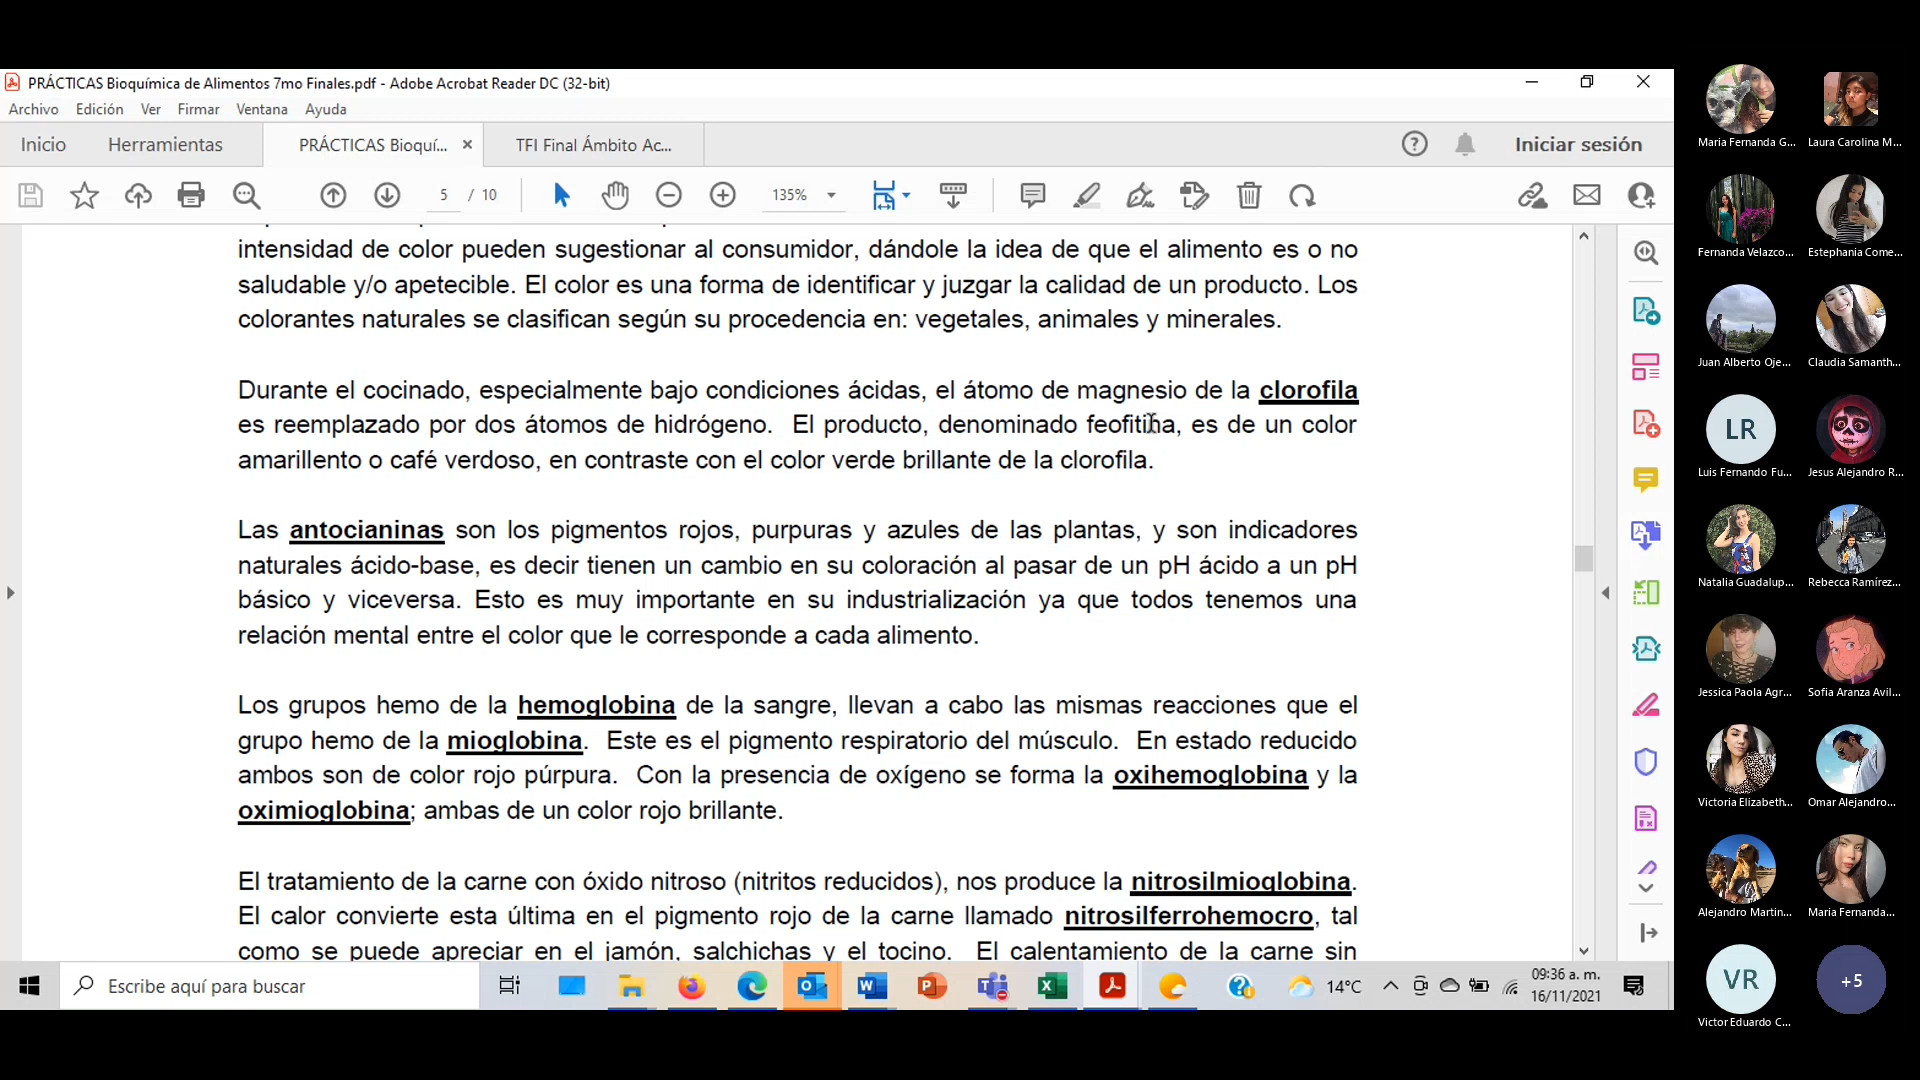 PRÁCTICAS Bioquímica de Alimentos 7mo Finales.pdf - Adobe Acrobat Reader DC (32-bit)
Archivo Edición Ver Firmar Ventana Ayuda
Inicio Herramientas PRÁCTICAS Bioquí... TFI Final Ámbito Ac... Iniciar sesión
5 / 10 135%
intensidad de color pueden sugestionar al consumidor, dándole la idea de que el alimento es o no
saludable y/o apetecible. El color es una forma de identificar y juzgar la calidad de un producto. Los
colorantes naturales se clasifican según su procedencia en: vegetales, animales y minerales.
Durante el cocinado, especialmente bajo condiciones ácidas, el átomo de magnesio de la clorofila
es reemplazado por dos átomos de hidrógeno. El producto, denominado feofitina, es de un color
amarillento o café verdoso, en contraste con el color verde brillante de la clorofila.
Las antocianinas son los pigmentos rojos, purpuras y azules de las plantas, y son indicadores
naturales ácido-base, es decir tienen un cambio en su coloración al pasar de un pH ácido a un pH
básico y viceversa. Esto es muy importante en su industrialización ya que todos tenemos una
relación mental entre el color que le corresponde a cada alimento.
Los grupos hemo de la hemoglobina de la sangre, llevan a cabo las mismas reacciones que el
grupo hemo de la mioglobina. Este es el pigmento respiratorio del músculo. En estado reducido
ambos son de color rojo púrpura. Con la presencia de oxígeno se forma la oxihemoglobina y la
oximioglobina; ambas de un color rojo brillante.
El tratamiento de la carne con óxido nitroso (nitritos reducidos), nos produce la nitrosilmioglobina.
El calor convierte esta última en el pigmento rojo de la carne llamado nitrosilferrohemocro, tal
como se puede apreciar en el jamón, salchichas y el tocino. El calentamiento de la carne sin
Escribe aquí para buscar
14°C
09:36 a. m.
16/11/2021
Maria Fernanda G... Laura Carolina M...
Fernanda Velazco... Estephania Come...
Juan Alberto Oje... Claudia Samanth...
LR
Luis Fernando Fu... Jesus Alejandro R...
Natalia Guadalup... Rebecca Ramírez...
Jessica Paola Agr... Sofia Aranza Avil...
Victoria Elizabeth... Omar Alejandro...
Alejandro Martin... Maria Fernanda...
VR +5
Victor Eduardo C...